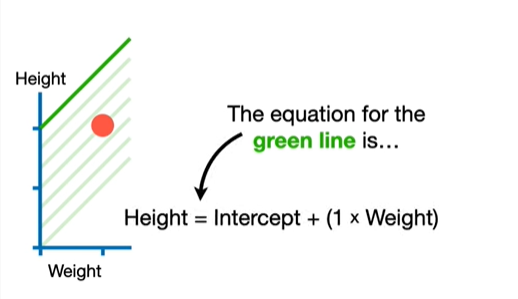 Height
The equation for the
green line is...
Height = Intercept + (1 x Weight)
Weight